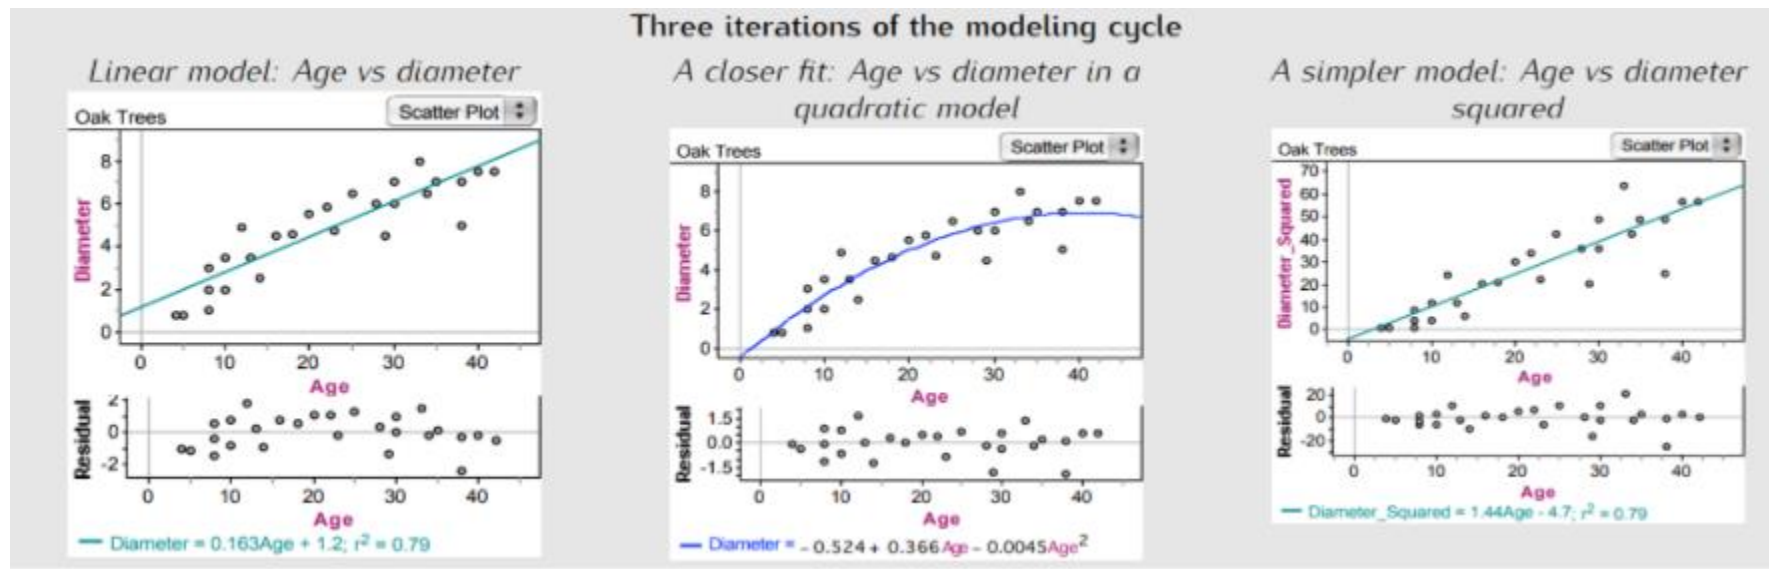 Three iterations of the modeling cycle
Linear model: Age vs diameter
Oak Trees
Scatter Plot
Diameter
8
6
4
2
0
0 10 20 30 40
Age
Residual
2
0
-2
0 10 20 30 40
Age
Diameter = 0.163Age + 1.2; r² = 0.79
A closer fit: Age vs diameter in a
quadratic model
Oak Trees
Scatter Plot
Diameter
8
6
4
2
0
0 10 20 30 40
Age
Residual
1.5
0.0
-1.5
0 10 20 30 40
Age
Diameter = - 0.524 + 0.366 Age - 0.0045Age²
A simpler model: Age vs diameter
squared
Oak Trees
Scatter Plot
Diameter_Squared
70
60
50
40
30
20
10
0
0 10 20 30 40
Age
Residual
20
0
-20
0 10 20 30 40
Age
Diameter_Squared = 1.44Age - 4.7; r² = 0.79